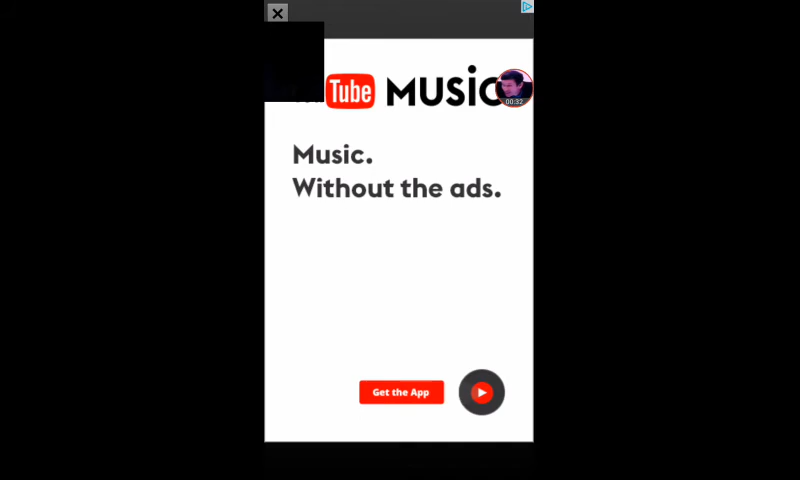 Tube MUSIC
00:32
Music.
Without the ads.
Get the App